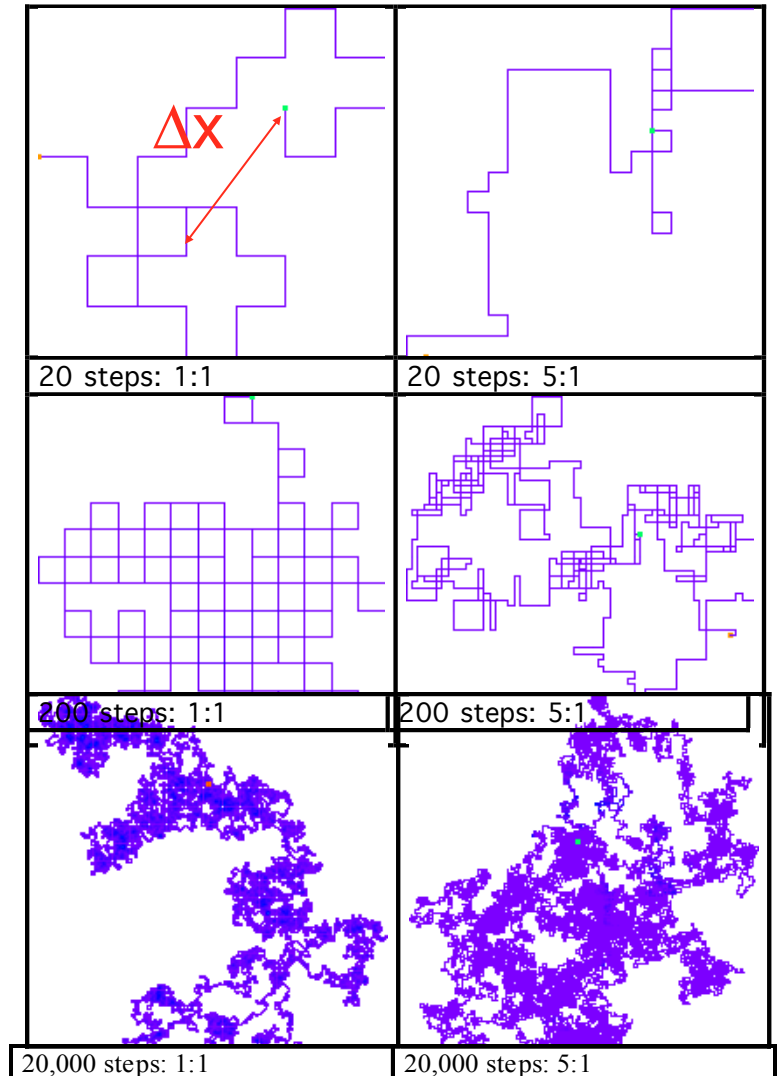 Δx
20 steps: 1:1
20 steps: 5:1
200 steps: 1:1
200 steps: 5:1
20,000 steps: 1:1
20,000 steps: 5:1